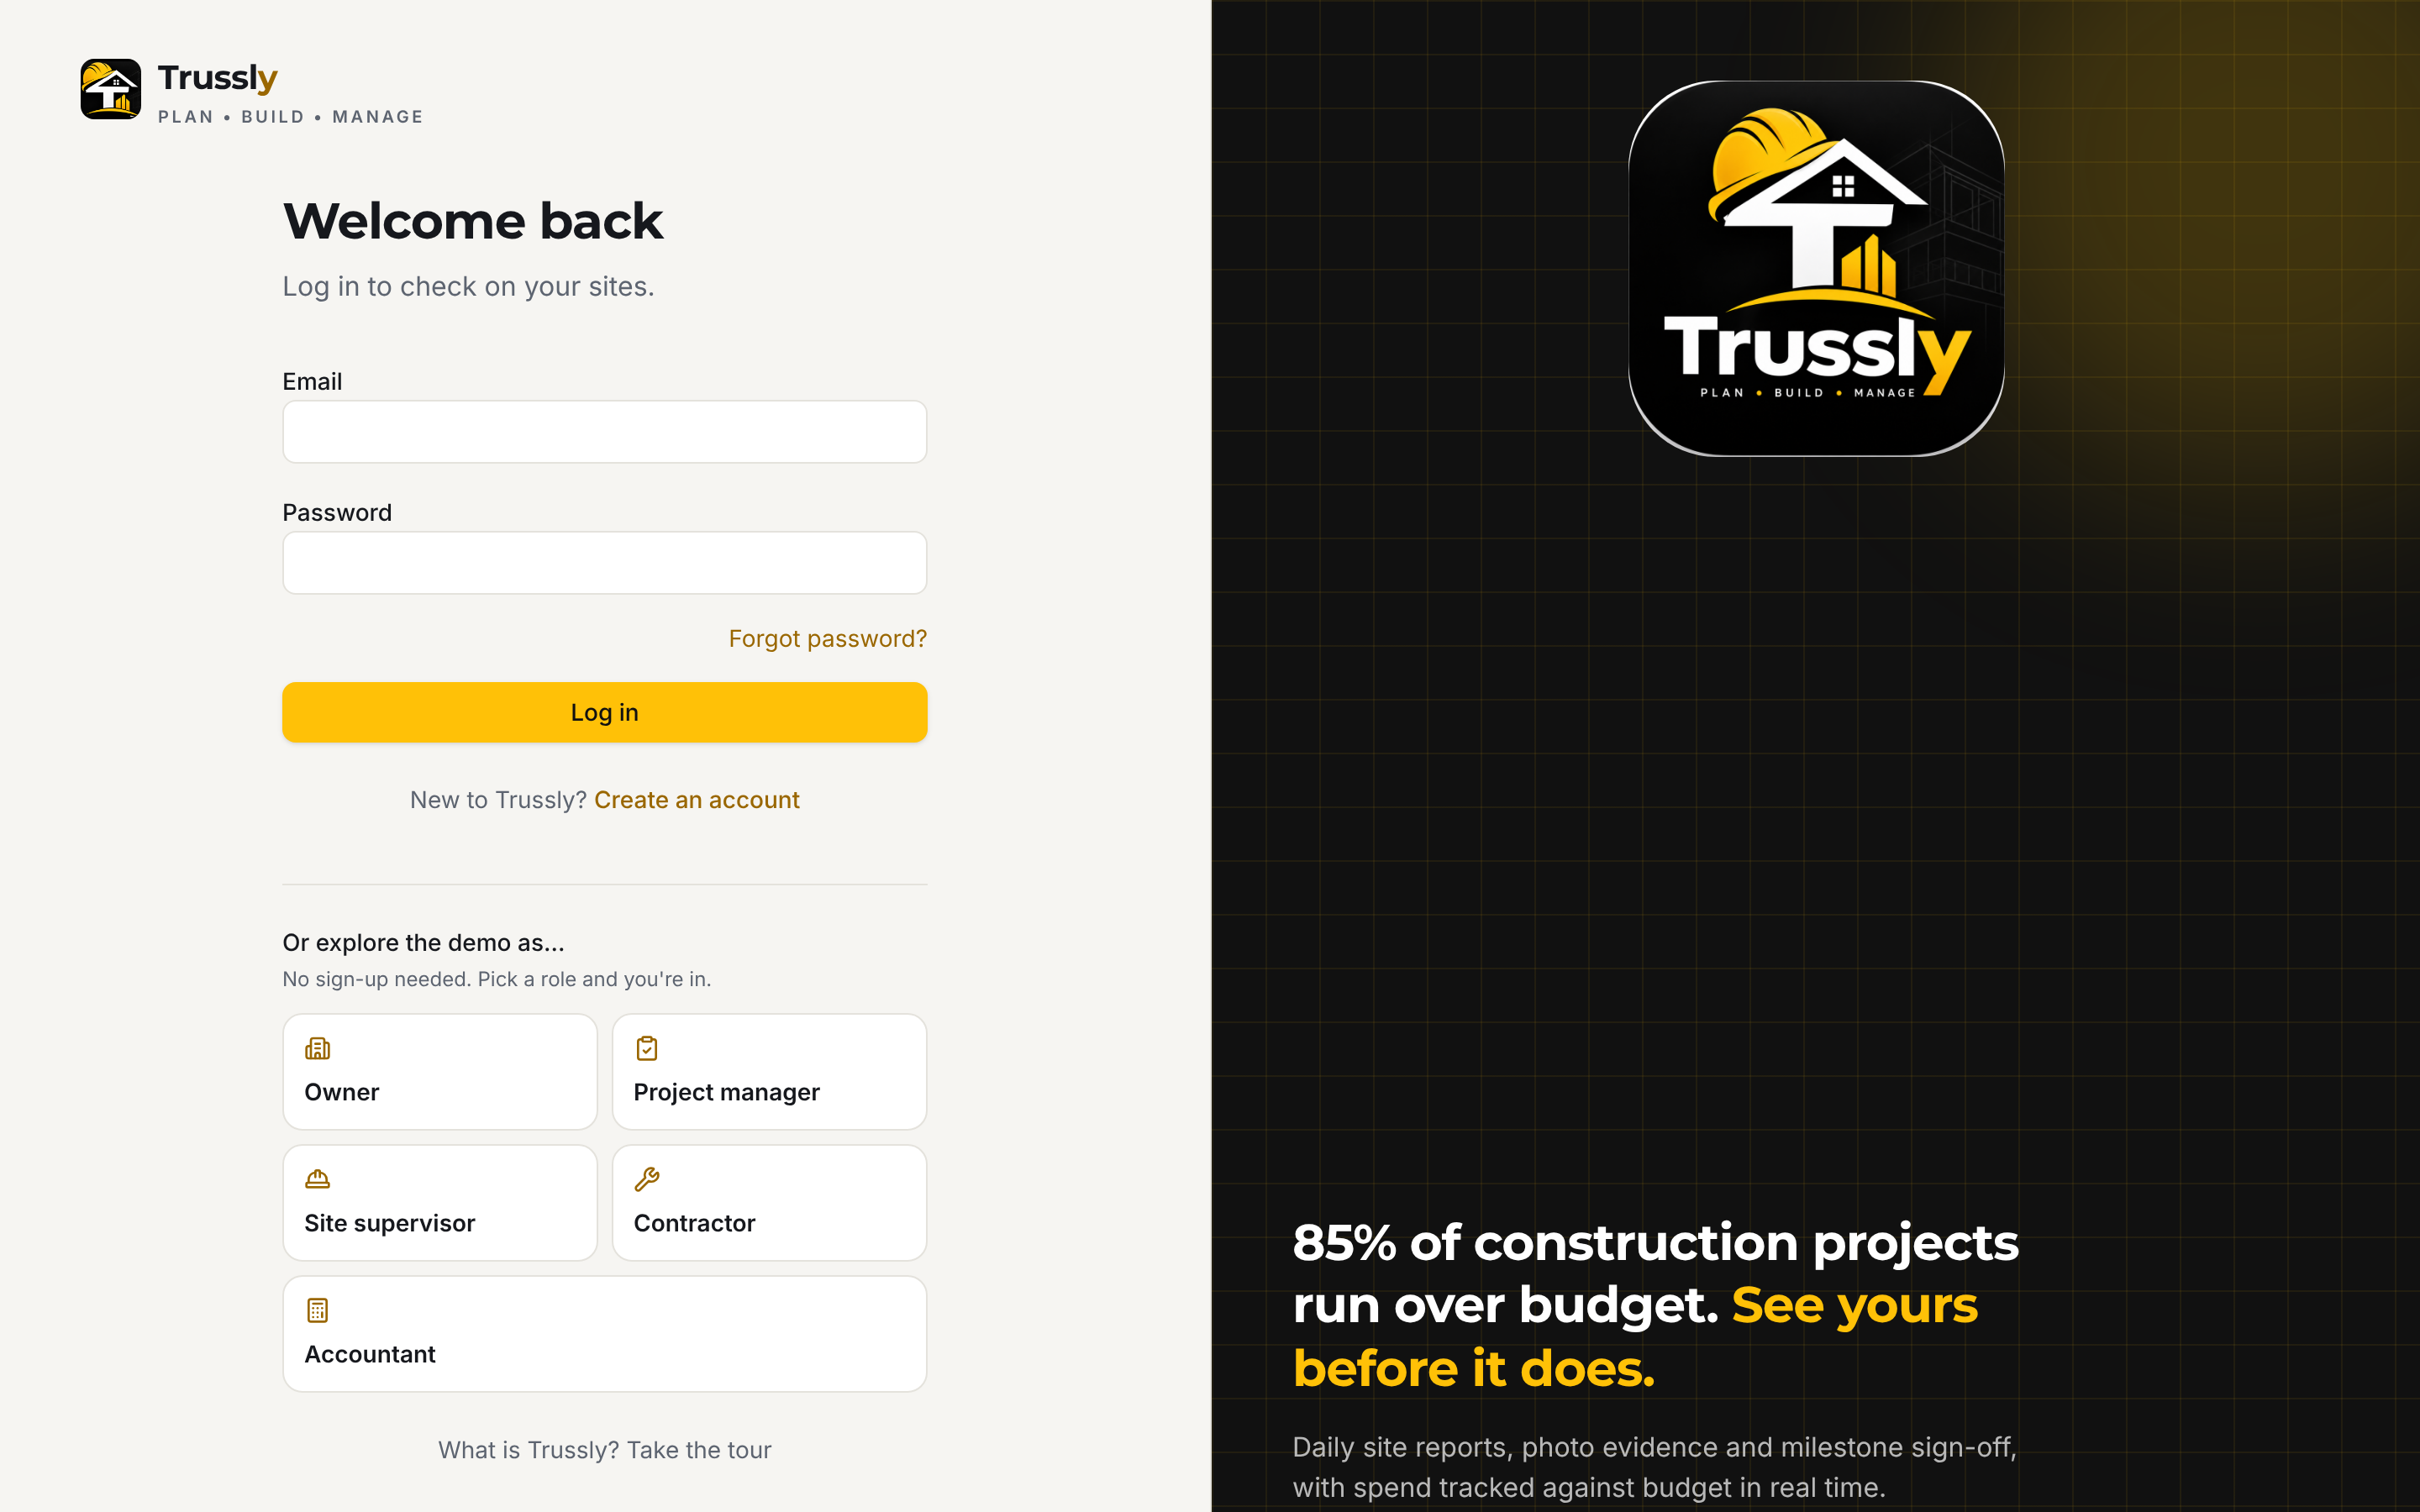 Trussly
PLAN • BUILD • MANAGE
Welcome back
Log in to check on your sites.
Email
Password
Forgot password?
Log in
New to Trussly? Create an account
Or explore the demo as...
No sign-up needed. Pick a role and you're in.
Owner
Project manager
Site supervisor
Contractor
Accountant
What is Trussly? Take the tour
Trussly
PLAN • BUILD • MANAGE
85% of construction projects
run over budget. See yours
before it does.
Daily site reports, photo evidence and milestone sign-off,
with spend tracked against budget in real time.